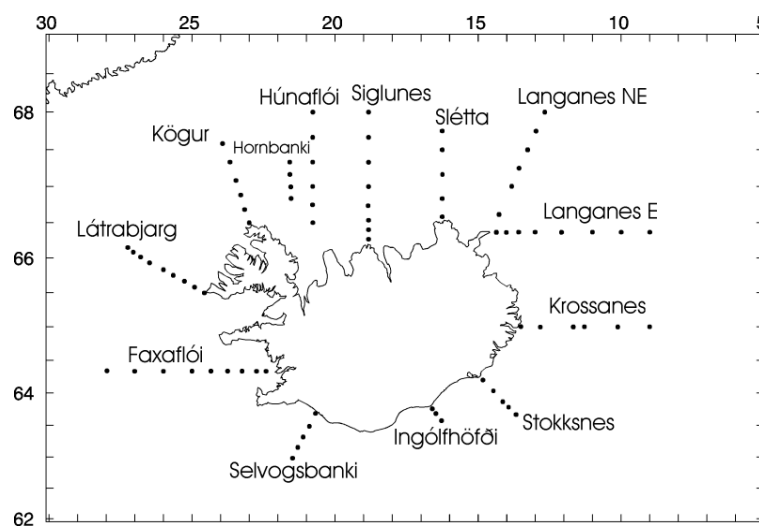 30 25 20 15 10 5
68
66
64
62
Húnaflói
Siglunes
Langanes NE
Slétta
Kögur
Hornbanki
Látrabjarg
Langanes E
Krossanes
Faxaflói
Stokksnes
Ingólfhöfði
Selvogsbanki